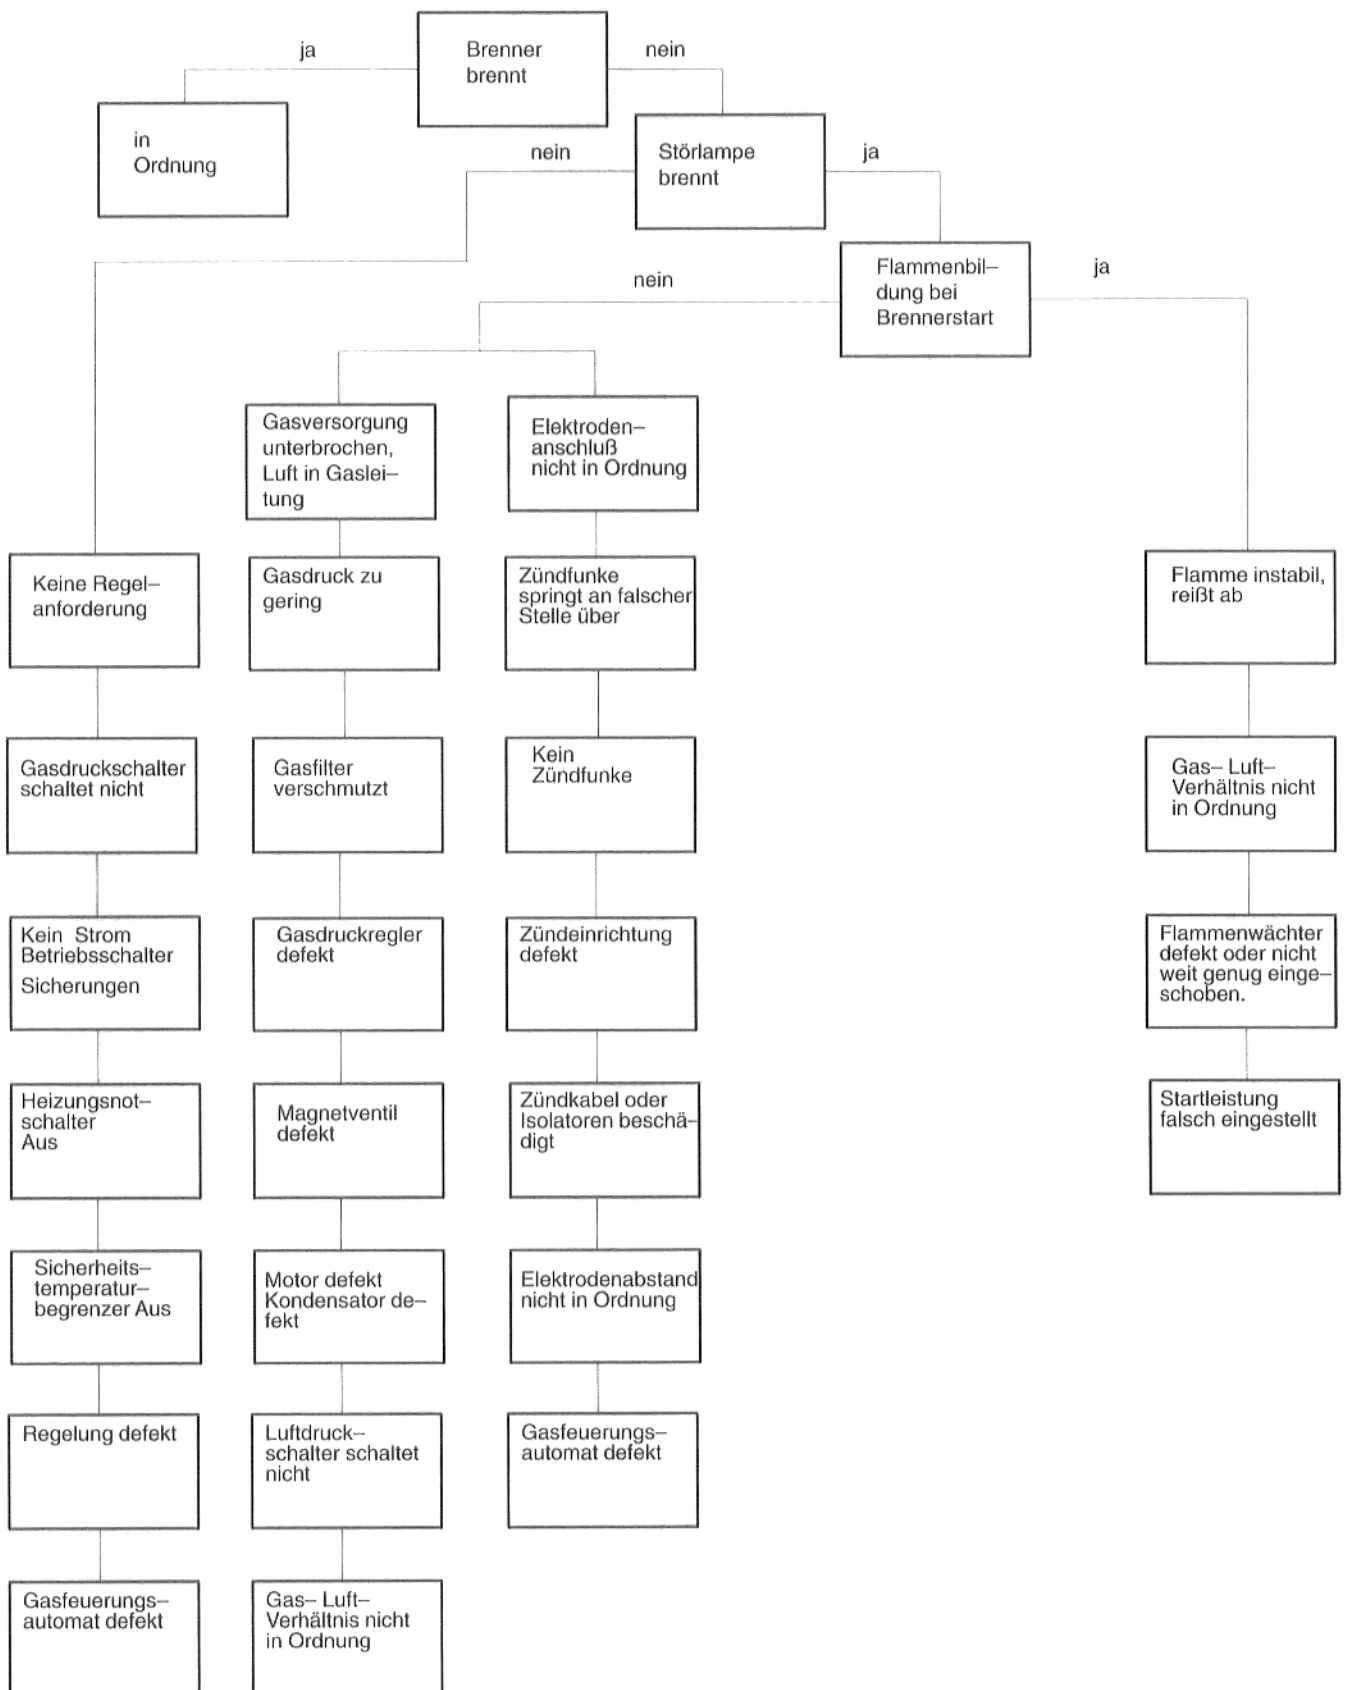 ja
Brenner
brennt
nein
in
Ordnung
nein
Störlampe
brennt
ja
nein
Flammenbil–
dung bei
Brennerstart
ja
Gasversorgung
unterbrochen,
Luft in Gaslei–
tung
Elektroden–
anschluß
nicht in Ordnung
Keine Regel–
anforderung
Gasdruck zu
gering
Zündfunke
springt an falscher
Stelle über
Flamme instabil,
reißt ab
Gasdruckschalter
schaltet nicht
Gasfilter
verschmutzt
Kein
Zündfunke
Gas– Luft–
Verhältnis nicht
in Ordnung
Kein Strom
Betriebsschalter
Sicherungen
Gasdruckregler
defekt
Zündeinrichtung
defekt
Flammenwächter
defekt oder nicht
weit genug einge–
schoben.
Heizungsnot–
schalter
Aus
Magnetventil
defekt
Zündkabel oder
Isolatoren beschä–
digt
Startleistung
falsch eingestellt
Sicherheits–
temperatur–
begrenzer Aus
Motor defekt
Kondensator de–
fekt
Elektrodenabstand
nicht in Ordnung
Regelung defekt
Luftdruck–
schalter schaltet
nicht
Gasfeuerungs–
automat defekt
Gasfeuerungs–
automat defekt
Gas– Luft–
Verhältnis nicht
in Ordnung